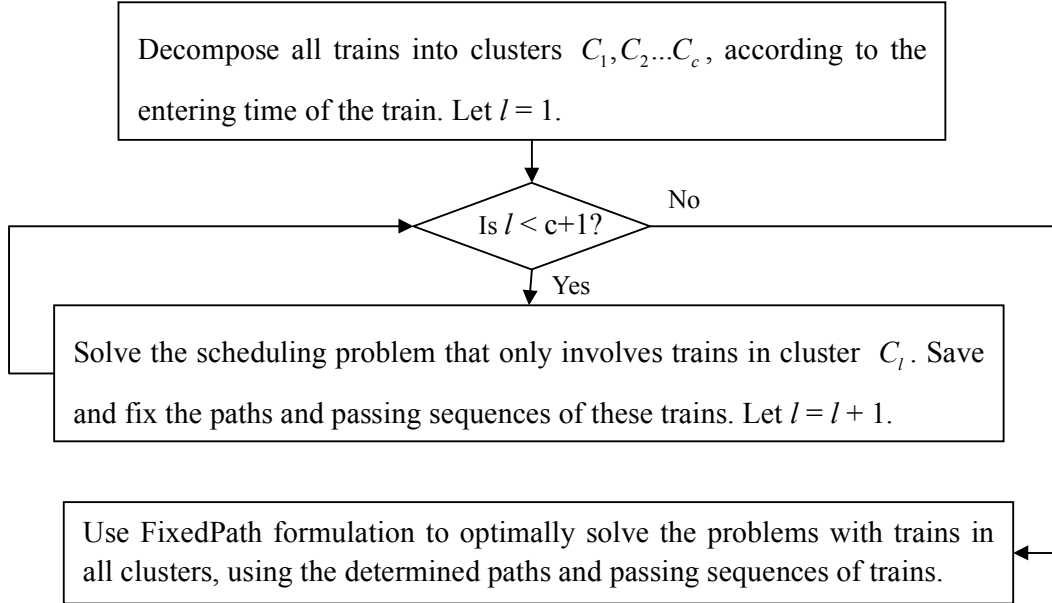 Decompose all trains into clusters C₁,C₂...C_c, according to the
entering time of the train. Let l = 1.
Is l < c+1?
No
Yes
Solve the scheduling problem that only involves trains in cluster C_l. Save
and fix the paths and passing sequences of these trains. Let l = l + 1.
Use FixedPath formulation to optimally solve the problems with trains in
all clusters, using the determined paths and passing sequences of trains.